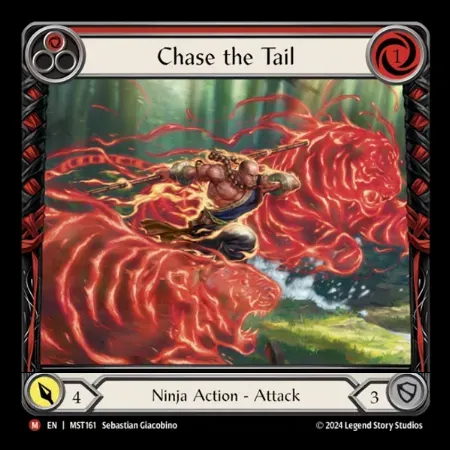 Chase the Tail
1
4
Ninja Action - Attack
3
M EN | MST161 Sebastian Giacobino
© 2024 Legend Story Studios